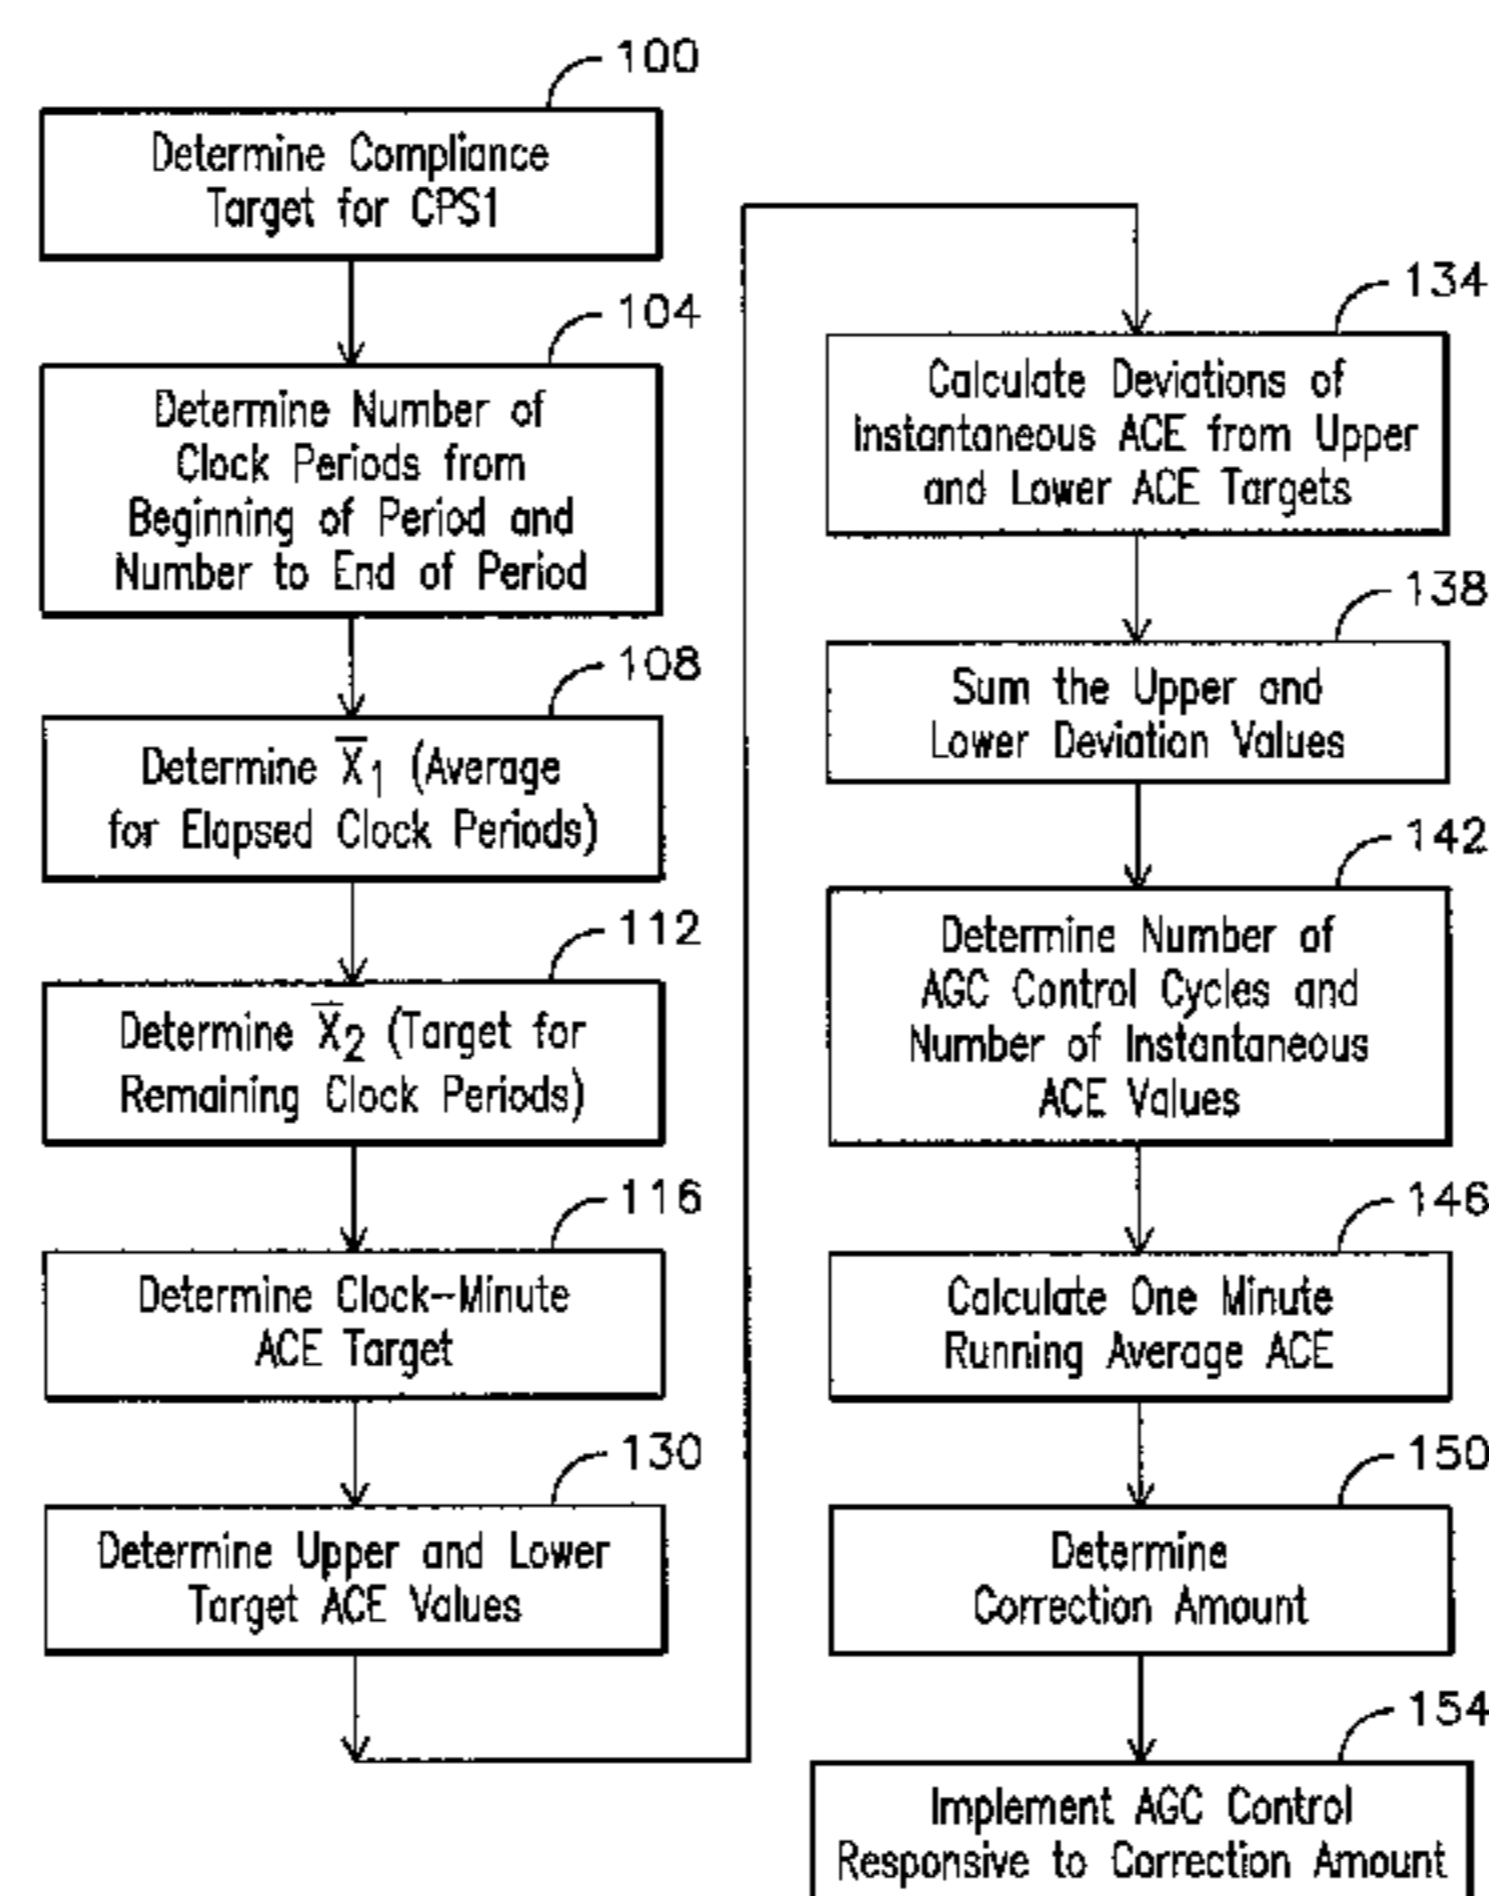 100
Determine Compliance
Target for CPS1
104
Determine Number of
Clock Periods from
Beginning of Period and
Number to End of Period
108
Determine X̅1 (Average
for Elapsed Clock Periods)
112
Determine X̅2 (Target for
Remaining Clock Periods)
116
Determine Clock-Minute
ACE Target
130
Determine Upper and Lower
Target ACE Values
134
Calculate Deviations of
Instantaneous ACE from Upper
and Lower ACE Targets
138
Sum the Upper and
Lower Deviation Values
142
Determine Number of
AGC Control Cycles and
Number of Instantaneous
ACE Values
146
Calculate One Minute
Running Average ACE
150
Determine
Correction Amount
154
Implement AGC Control
Responsive to Correction Amount